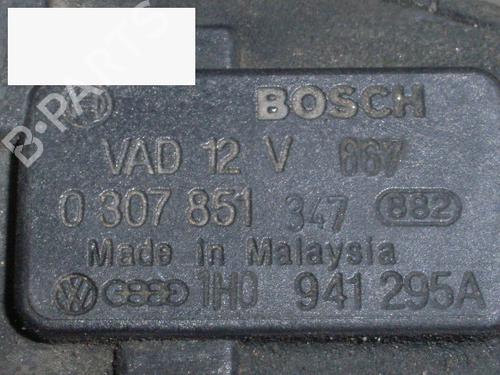 BOSCH
VAD 12 V 667
0 307 851 347 882
Made in Malaysia
1H0 941 295A
B-PARTS